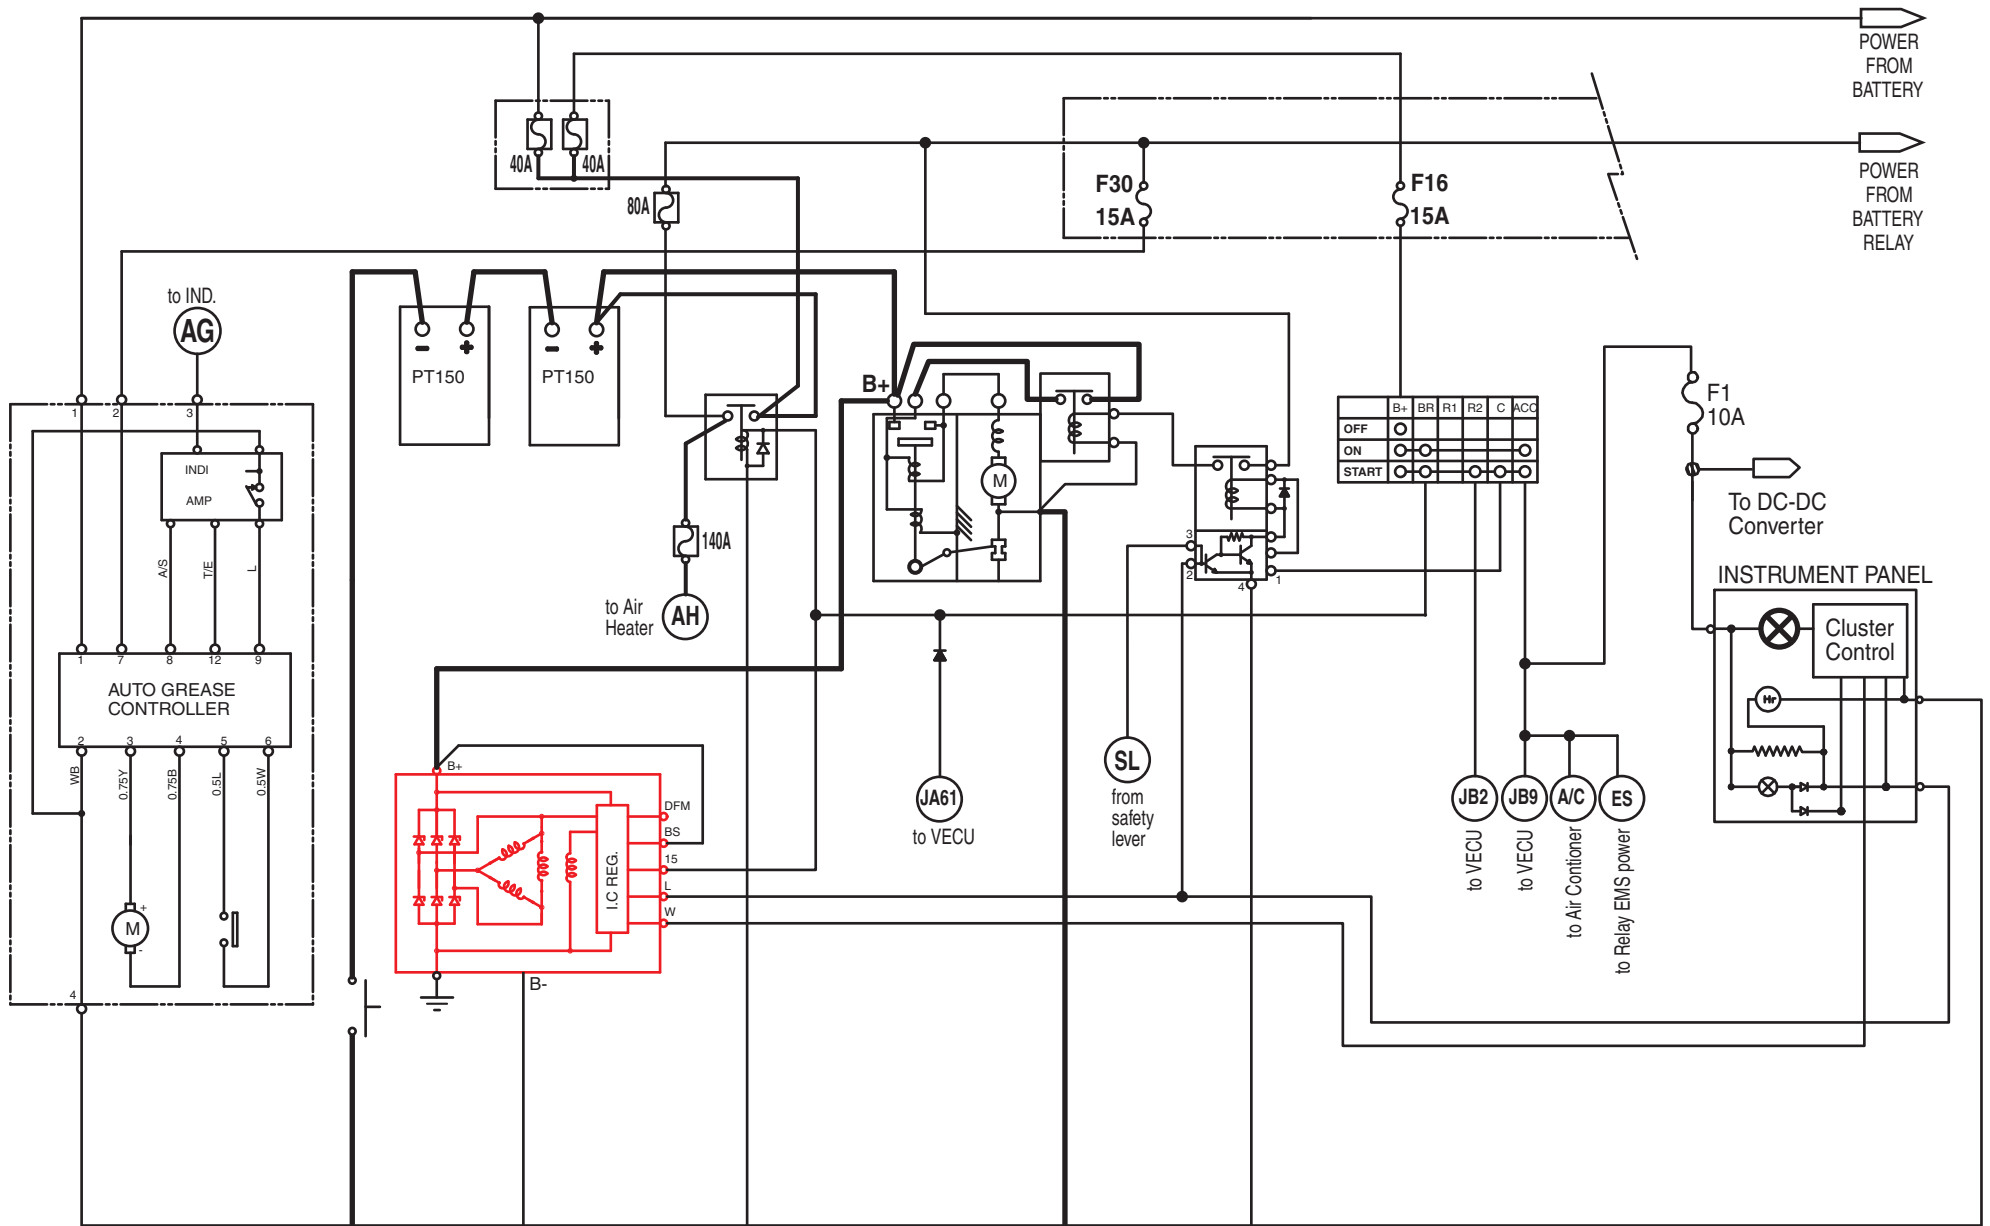 POWER
FROM
BATTERY
40A
40A
80A
F30
15A
F16
15A
POWER
FROM
BATTERY
RELAY
to IND.
AG
1
2
3
INDI
AMP
A/S
T/E
L
1
7
8
12
9
AUTO GREASE
CONTROLLER
2
3
4
5
6
WB
0.75Y
0.75B
0.5L
0.5W
M
+
-
4
-
+
PT150
-
+
PT150
140A
to Air
Heater
AH
B+
M
3
2
4
1
B+ BR R1 R2 C ACC
OFF
ON
START
F1
10A
To DC-DC
Converter
INSTRUMENT PANEL
Cluster
Control
Hr
JA61
to VECU
SL
from
safety
lever
JB2
JB9
A/C
ES
to VECU
to VECU
to Air Contioner
to Relay EMS power
B+
DFM
BS
15
L
W
I.C REG.
B-